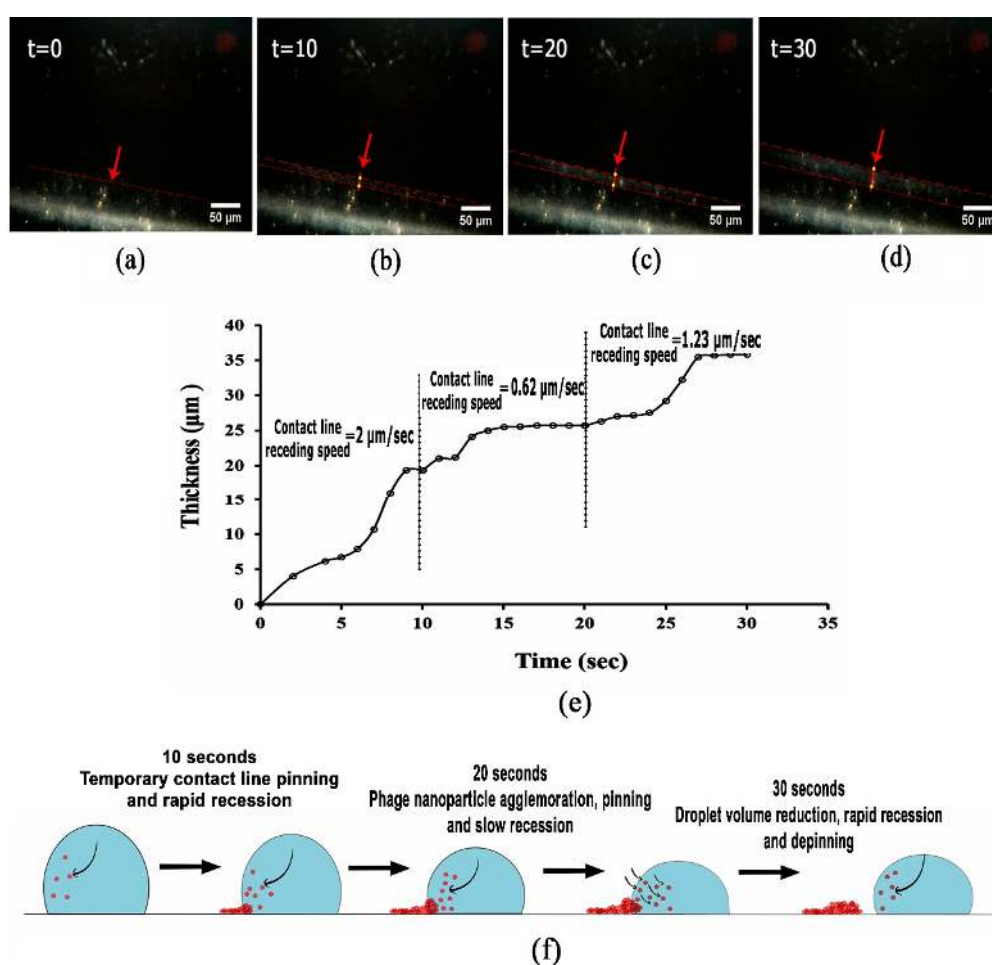 t=0
t=10
t=20
t=30
50 µm
50 µm
50 µm
50 µm
(a)
(b)
(c)
(d)
Thickness (µm)
40
35
30
25
20
15
10
5
0
Contact line
receding speed =2 µm/sec
Contact line
receding speed =0.62 µm/sec
Contact line
receding speed =1.23 µm/sec
0 5 10 15 20 25 30 35
Time (sec)
(e)
10 seconds
Temporary contact line pinning
and rapid recession
20 seconds
Phage nanoparticle agglemoration, pinning
and slow recession
30 seconds
Droplet volume reduction, rapid recession
and depinning
(f)